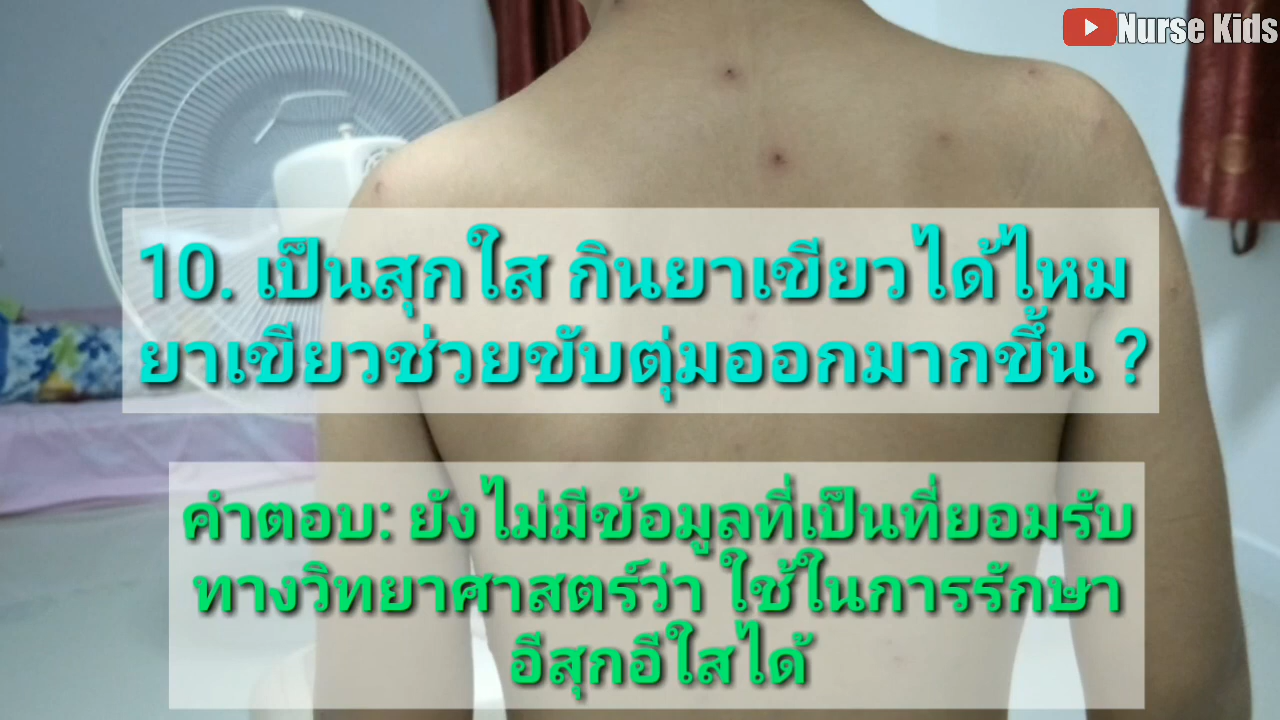 Nurse Kids
10. เป็นสุกใส กินยาเขียวได้ไหม
ยาเขียวช่วยขับตุ่มออกมากขึ้น ?
คำตอบ: ยังไม่มีข้อมูลที่เป็นที่ยอมรับ
ทางวิทยาศาสตร์ว่า ใช้ในการรักษา
อีสุกอีใสได้